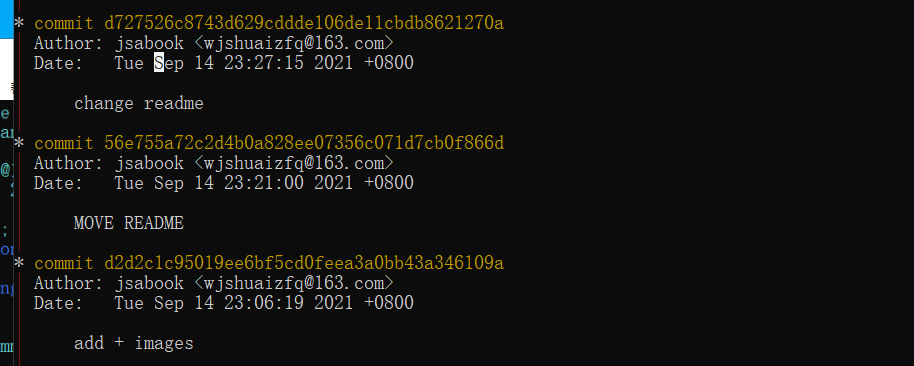 * commit d727526c8743d629cddde106de11cbdb8621270a
Author: jsabook <wjshuaizfq@163.com>
Date:   Tue Sep 14 23:27:15 2021 +0800
change readme
* commit 56e755a72c2d4b0a828ee07356c071d7cb0f866d
Author: jsabook <wjshuaizfq@163.com>
Date:   Tue Sep 14 23:21:00 2021 +0800
MOVE README
* commit d2d2c1c95019ee6bf5cd0feea3a0bb43a346109a
Author: jsabook <wjshuaizfq@163.com>
Date:   Tue Sep 14 23:06:19 2021 +0800
add + images